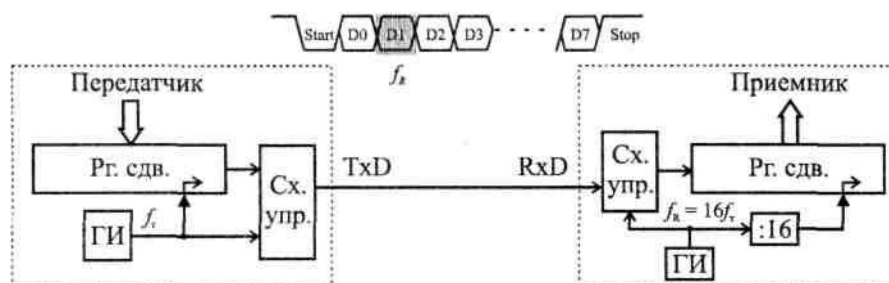 Start D0 D1 D2 D3 D7 Stop
f_R
Передатчик
Приемник
Рг. сдв.
Сх. упр.
TxD
RxD
Сх. упр.
Рг. сдв.
ГИ
f_т
f_R = 16f_т
:16
ГИ